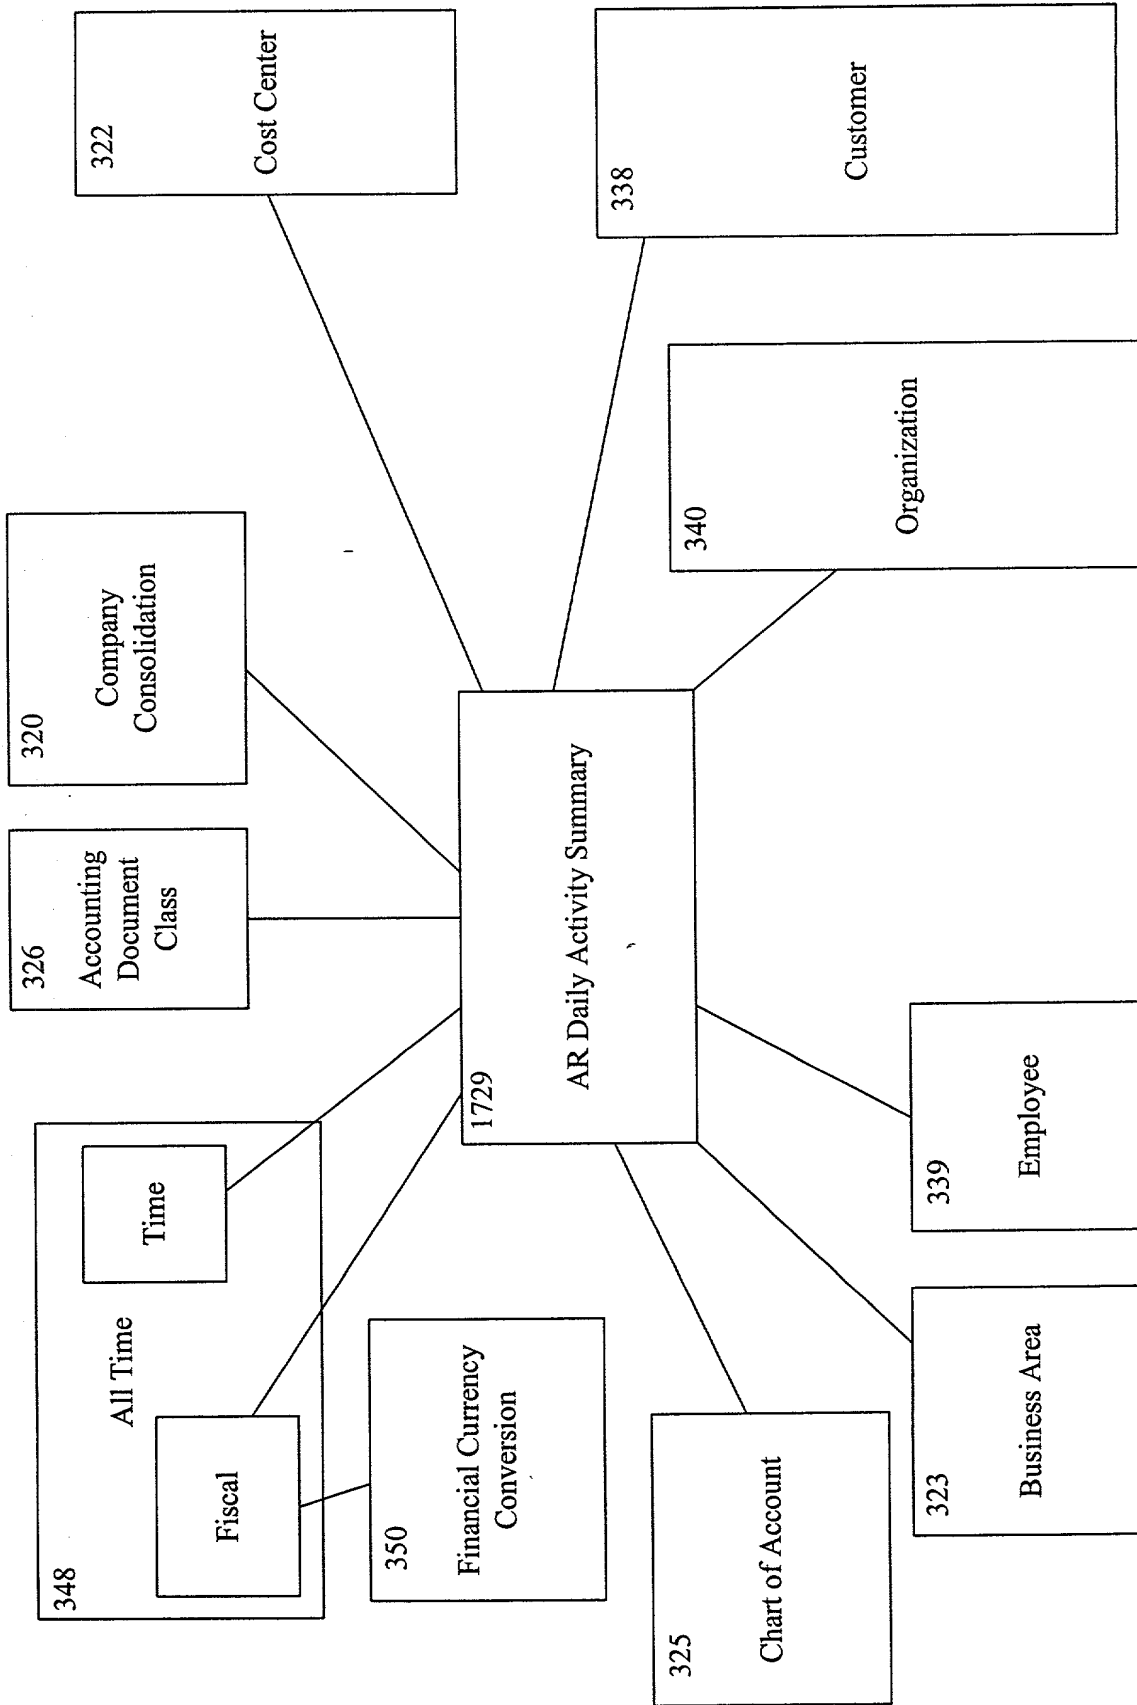 348
All Time
Fiscal
Time
326
Accounting
Document
Class
320
Company
Consolidation
322
Cost Center
350
Financial Currency
Conversion
1729
AR Daily Activity Summary
338
Customer
325
Chart of Account
340
Organization
323
Business Area
339
Employee